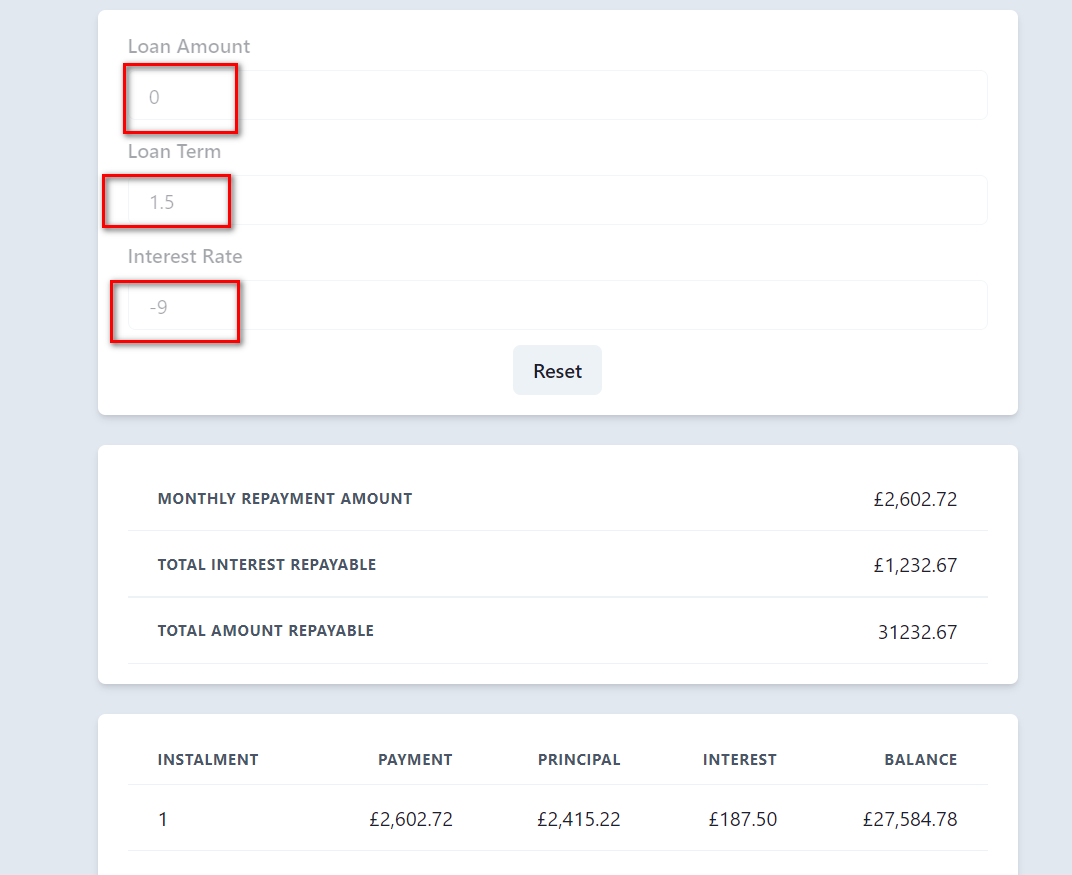 Loan Amount
0
Loan Term
1.5
Interest Rate
-9
Reset
MONTHLY REPAYMENT AMOUNT £2,602.72
TOTAL INTEREST REPAYABLE £1,232.67
TOTAL AMOUNT REPAYABLE 31232.67
INSTALMENT PAYMENT PRINCIPAL INTEREST BALANCE
1 £2,602.72 £2,415.22 £187.50 £27,584.78